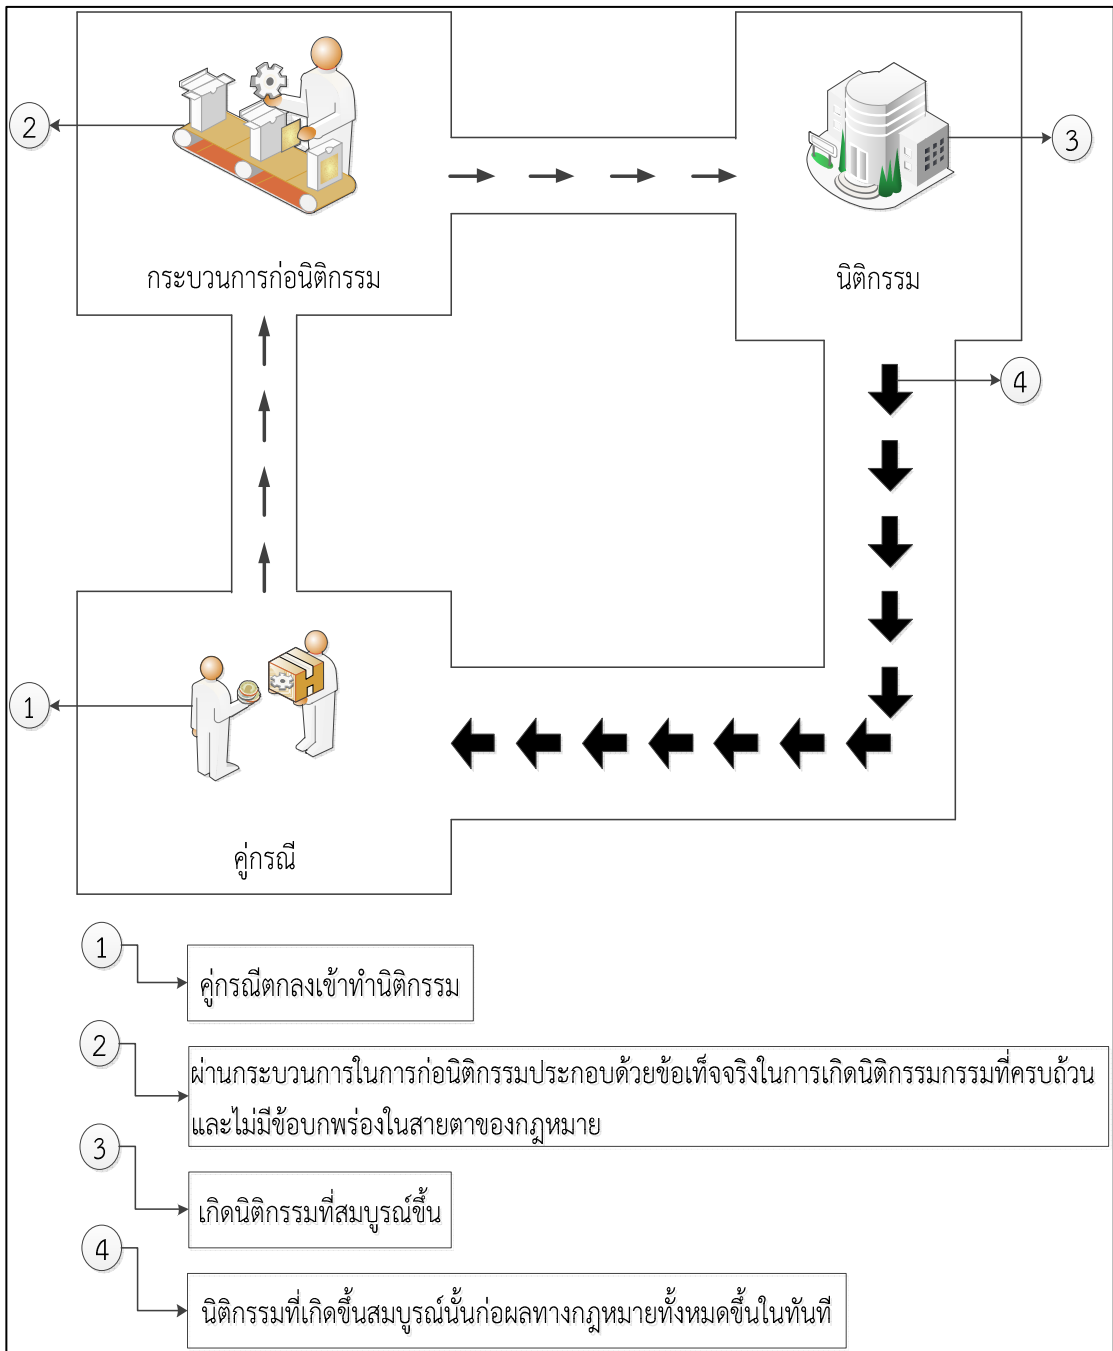 2
3
กระบวนการก่อนิติกรรม
นิติกรรม
4
1
คู่กรณี
1
คู่กรณีตกลงเข้าทำนิติกรรม
2
ผ่านกระบวนการในการก่อนิติกรรมประกอบด้วยข้อเท็จจริงในการเกิดนิติกรรมกรรมที่ครบถ้วน
และไม่มีข้อบกพร่องในสายตาของกฎหมาย
3
เกิดนิติกรรมที่สมบูรณ์ขึ้น
4
นิติกรรมที่เกิดขึ้นสมบูรณ์นั้นก่อผลทางกฎหมายทั้งหมดขึ้นในทันที